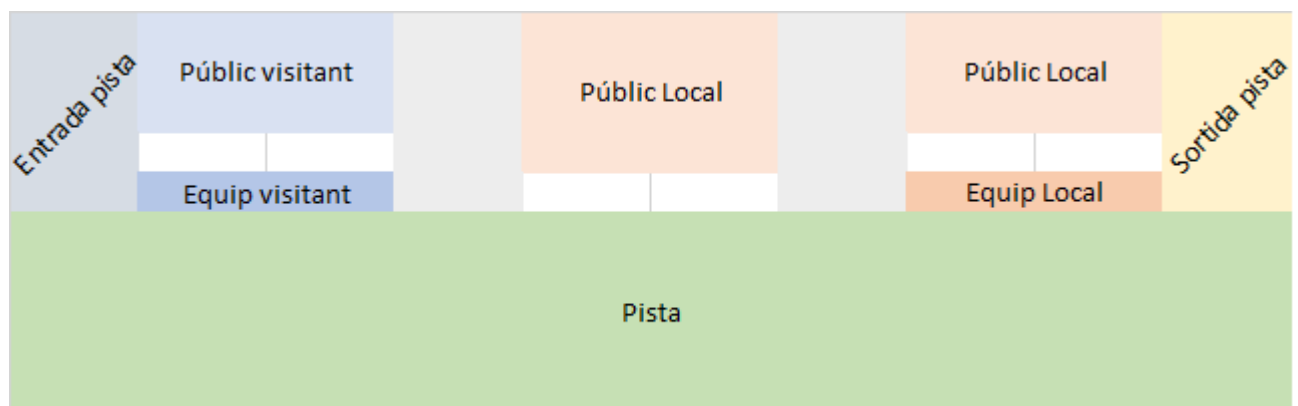 Entrada pista
Públic visitant
Públic Local
Públic Local
Sortida pista
Equip visitant
Equip Local
Pista